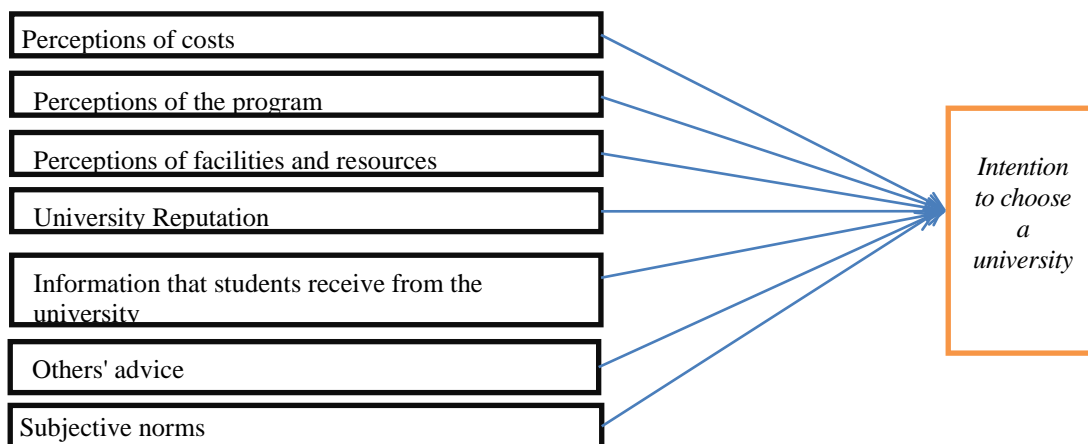 Perceptions of costs
Perceptions of the program
Perceptions of facilities and resources
University Reputation
Information that students receive from the
university
Others' advice
Subjective norms
Intention
to choose
a
university